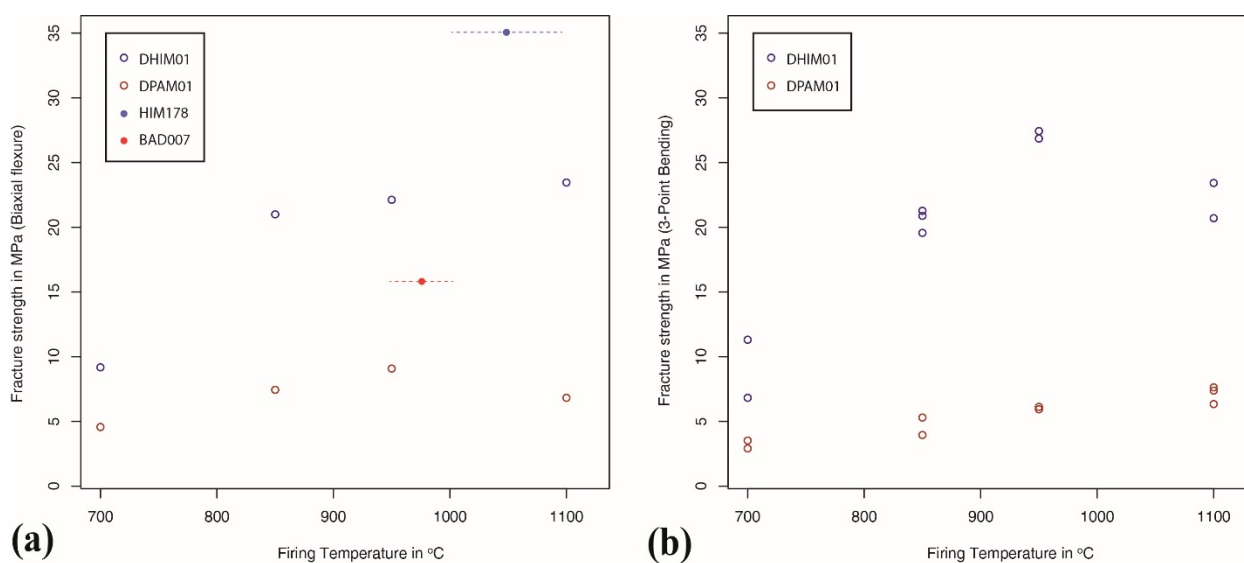 35
30
25
20
15
10
5
0
Fracture strength in MPa (Biaxial flexure)
DHIM01
DPAM01
HIM178
BAD007
700
800
900
1000
1100
Firing Temperature in °C
(a)
35
30
25
20
15
10
5
0
Fracture strength in MPa (3-Point Bending)
DHIM01
DPAM01
700
800
900
1000
1100
Firing Temperature in °C
(b)